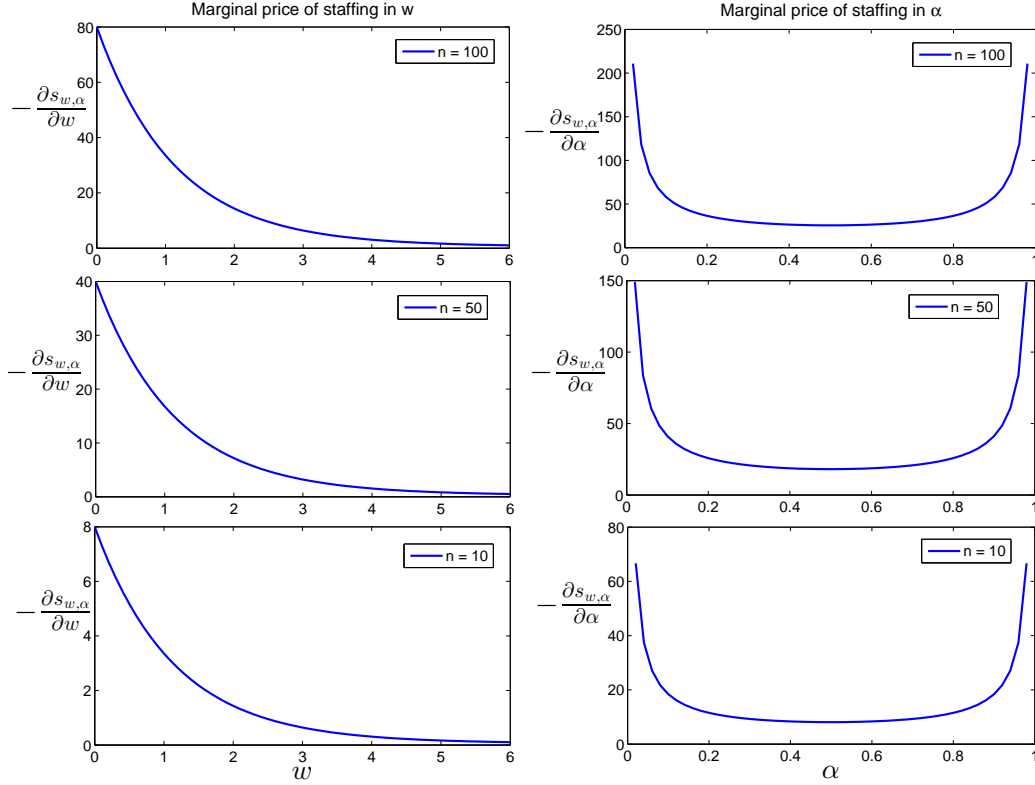 Marginal price of staffing in w
80
60
40
20
0
0 1 2 3 4 5 6
n = 100
− ∂s_{w,α} / ∂w
Marginal price of staffing in α
250
200
150
100
50
0
0 0.2 0.4 0.6 0.8 1
n = 100
− ∂s_{w,α} / ∂α
40
30
20
10
0
0 1 2 3 4 5 6
n = 50
− ∂s_{w,α} / ∂w
150
100
50
0
0 0.2 0.4 0.6 0.8 1
n = 50
− ∂s_{w,α} / ∂α
8
6
4
2
0
0 1 2 3 4 5 6
n = 10
− ∂s_{w,α} / ∂w
w
80
60
40
20
0
0 0.2 0.4 0.6 0.8 1
n = 10
− ∂s_{w,α} / ∂α
α